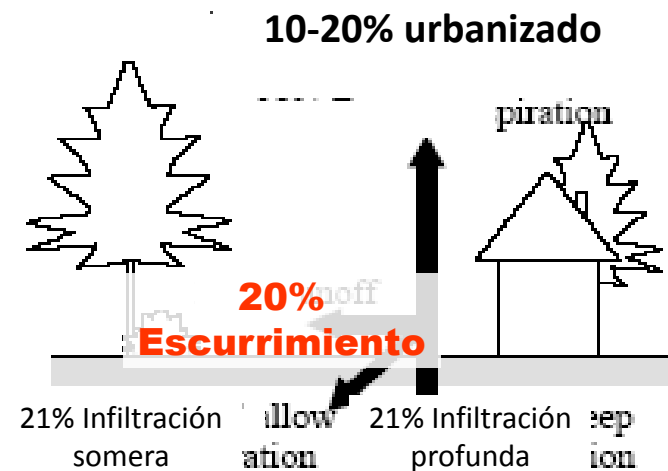 10-20% urbanizado
piration
20%
noff
Escurrimiento
21% Infiltración
somera
allow
ation
21% Infiltración
profunda
eep
ion